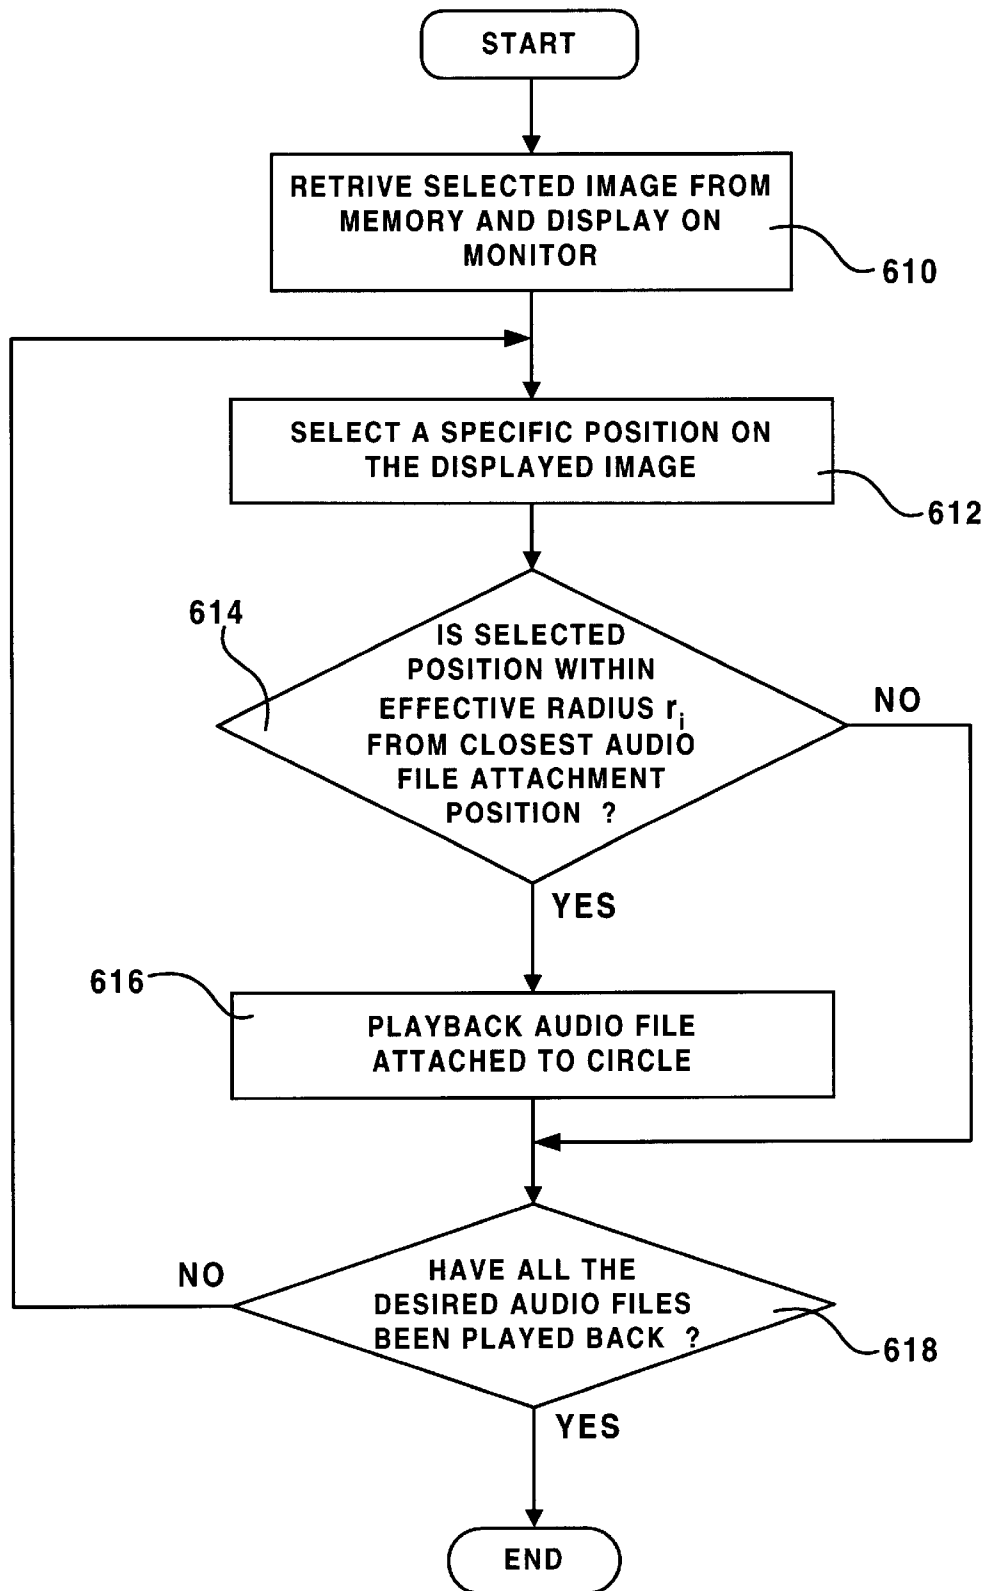 START
RETRIVE SELECTED IMAGE FROM
MEMORY AND DISPLAY ON
MONITOR
610
SELECT A SPECIFIC POSITION ON
THE DISPLAYED IMAGE
612
614
IS SELECTED
POSITION WITHIN
EFFECTIVE RADIUS ri
FROM CLOSEST AUDIO
FILE ATTACHMENT
POSITION ?
NO
YES
616
PLAYBACK AUDIO FILE
ATTACHED TO CIRCLE
NO
HAVE ALL THE
DESIRED AUDIO FILES
BEEN PLAYED BACK ?
618
YES
END